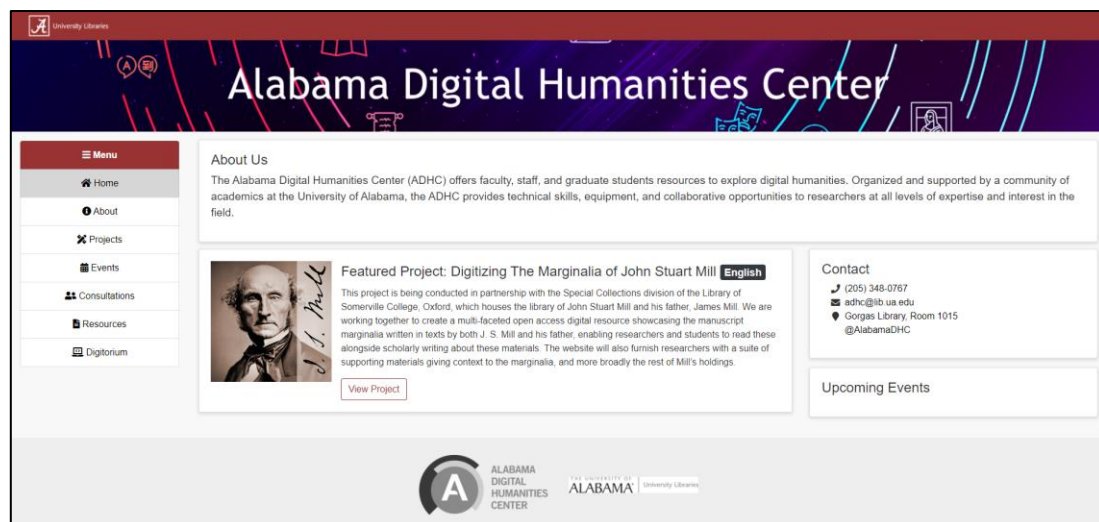 University Libraries
Alabama Digital Humanities Center
Menu
Home
About
Projects
Events
Consultations
Resources
Digitorium
About Us
The Alabama Digital Humanities Center (ADHC) offers faculty, staff, and graduate students resources to explore digital humanities. Organized and supported by a community of
academics at the University of Alabama, the ADHC provides technical skills, equipment, and collaborative opportunities to researchers at all levels of expertise and interest in the
field.
J. S. Mill
Featured Project: Digitizing The Marginalia of John Stuart Mill English
This project is being conducted in partnership with the Special Collections division of the Library of
Somerville College, Oxford, which houses the library of John Stuart Mill and his father, James Mill. We are
working together to create a multi-faceted open access digital resource showcasing the manuscript
marginalia written in texts by both J. S. Mill and his father, enabling researchers and students to read these
alongside scholarly writing about these materials. The website will also furnish researchers with a suite of
supporting materials giving context to the marginalia, and more broadly the rest of Mill's holdings.
View Project
Contact
(205) 348-0767
adhc@lib.ua.edu
Gorgas Library, Room 1015
@AlabamaDHC
Upcoming Events
A
ALABAMA
DIGITAL
HUMANITIES
CENTER
THE UNIVERSITY OF
ALABAMA
University Libraries